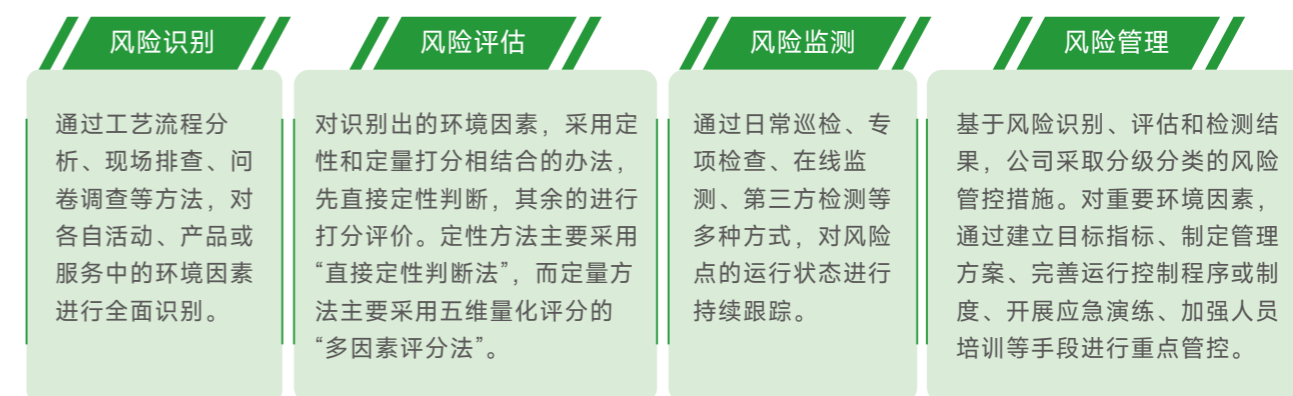 风险识别
通过工艺流程分
析、现场排查、问
卷调查等方法，对
各自活动、产品或
服务中的环境因素
进行全面识别。
风险评估
对识别出的环境因素，采用定
性和定量打分相结合的办法，
先直接定性判断，其余的进行
打分评价。定性方法主要采用
“直接定性判断法”，而定量方
法主要采用五维量化评分的
“多因素评分法”。
风险监测
通过日常巡检、专
项检查、在线监
测、第三方检测等
多种方式，对风险
点的运行状态进行
持续跟踪。
风险管理
基于风险识别、评估和检测结
果，公司采取分级分类的风险
管控措施。对重要环境因素，
通过建立目标指标、制定管理
方案、完善运行控制程序或制
度、开展应急演练、加强人员
培训等手段进行重点管控。